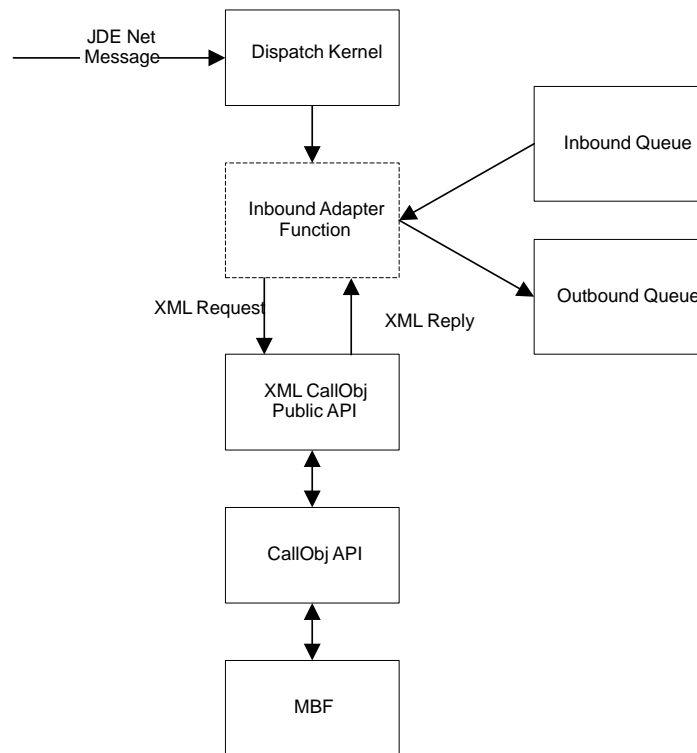 JDE Net
Message
Dispatch Kernel
Inbound Queue
Inbound Adapter
Function
Outbound Queue
XML Request
XML Reply
XML CallObj
Public API
CallObj API
MBF